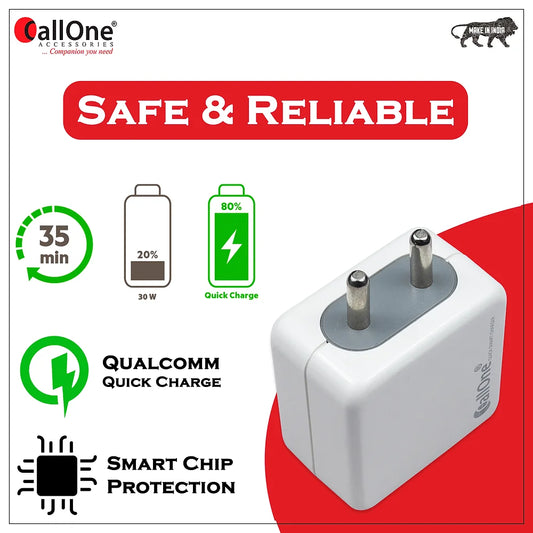 CallOne®
ACCESSORIES
... Companion you need
MAKE IN INDIA
SAFE & RELIABLE
35
min
20%
30 W
80%
Quick Charge
QUALCOMM
QUICK CHARGE
SMART CHIP
PROTECTION
CallOne®